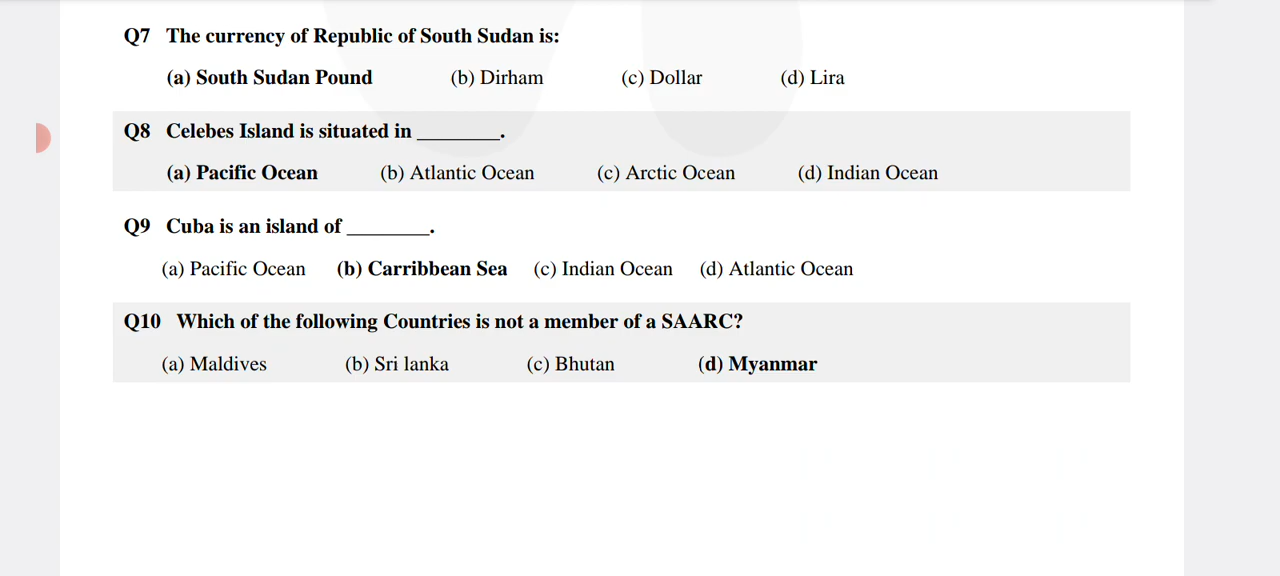 Q7 The currency of Republic of South Sudan is:
(a) South Sudan Pound (b) Dirham (c) Dollar (d) Lira
Q8 Celebes Island is situated in ________.
(a) Pacific Ocean (b) Atlantic Ocean (c) Arctic Ocean (d) Indian Ocean
Q9 Cuba is an island of ________.
(a) Pacific Ocean (b) Carribbean Sea (c) Indian Ocean (d) Atlantic Ocean
Q10 Which of the following Countries is not a member of a SAARC?
(a) Maldives (b) Sri lanka (c) Bhutan (d) Myanmar